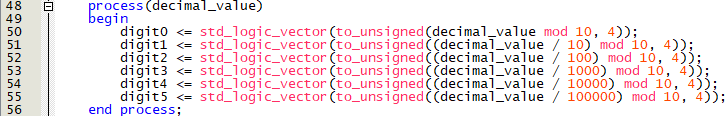 48 process(decimal_value)
49 begin
50 digit0 <= std_logic_vector(to_unsigned(decimal_value mod 10, 4));
51 digit1 <= std_logic_vector(to_unsigned((decimal_value / 10) mod 10, 4));
52 digit2 <= std_logic_vector(to_unsigned((decimal_value / 100) mod 10, 4));
53 digit3 <= std_logic_vector(to_unsigned((decimal_value / 1000) mod 10, 4));
54 digit4 <= std_logic_vector(to_unsigned((decimal_value / 10000) mod 10, 4));
55 digit5 <= std_logic_vector(to_unsigned((decimal_value / 100000) mod 10, 4));
56 end process;